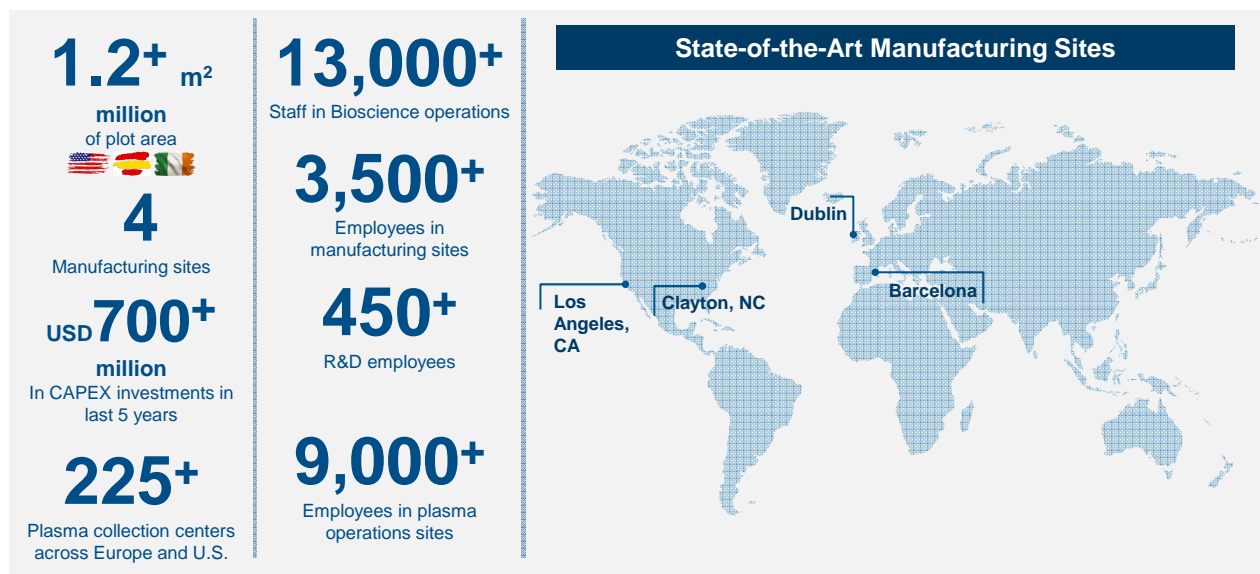 1.2+ m²
million
of plot area
4
Manufacturing sites
USD700+
million
In CAPEX investments in
last 5 years
225+
Plasma collection centers
across Europe and U.S.
13,000+
Staff in Bioscience operations
3,500+
Employees in
manufacturing sites
450+
R&D employees
9,000+
Employees in plasma
operations sites
State-of-the-Art Manufacturing Sites
Dublin
Los
Angeles,
CA
Clayton, NC
Barcelona